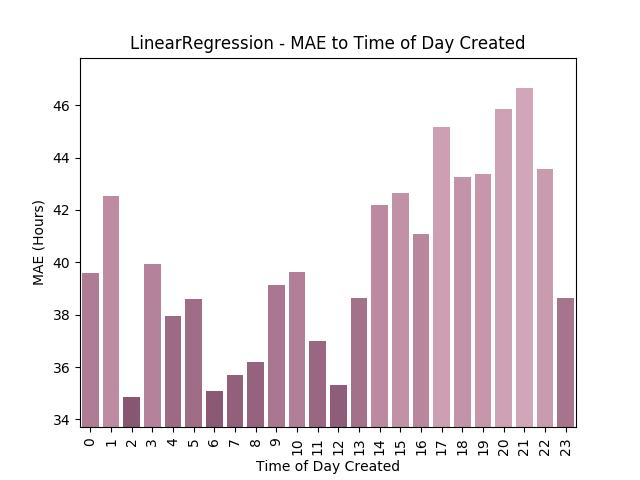 LinearRegression - MAE to Time of Day Created
MAE (Hours)
46
44
42
40
38
36
34
0 1 2 3 4 5 6 7 8 9 10 11 12 13 14 15 16 17 18 19 20 21 22 23
Time of Day Created